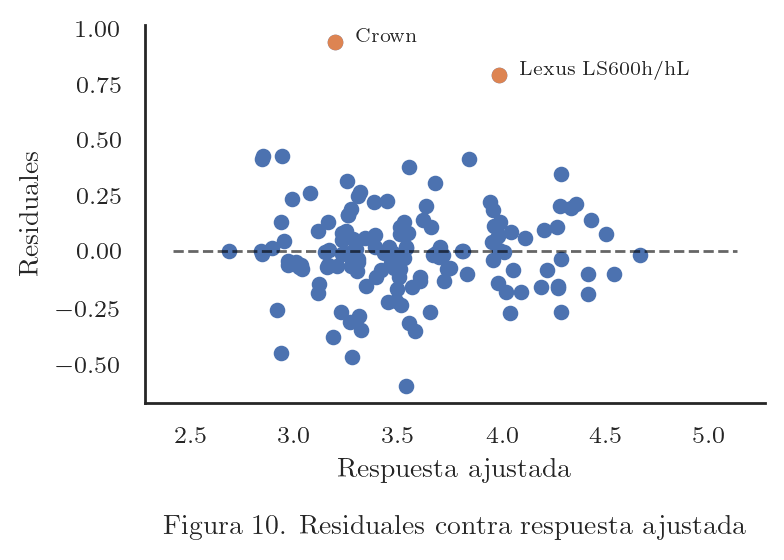 1.00
Crown
Lexus LS600h/hL
0.75
0.50
0.25
0.00
−0.25
−0.50
Residuales
2.5 3.0 3.5 4.0 4.5 5.0
Respuesta ajustada
Figura 10. Residuales contra respuesta ajustada